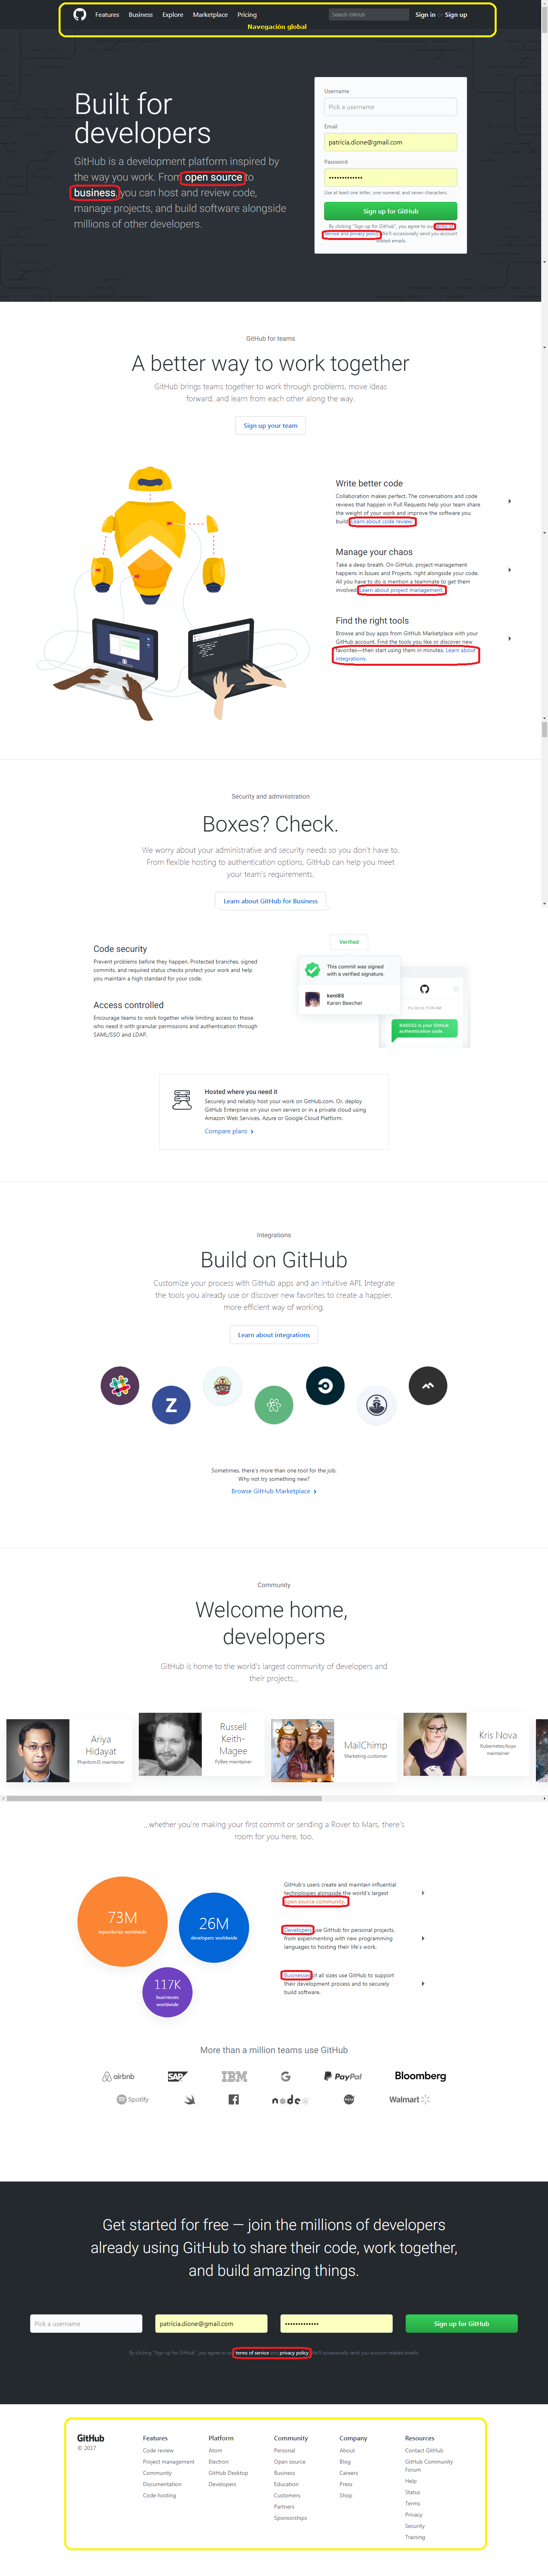 Features Business Explore Marketplace Pricing Search GitHub Sign in or Sign up
Navegación global
Built for
developers
GitHub is a development platform inspired by
the way you work. From open source to
business, you can host and review code,
manage projects, and build software alongside
millions of other developers.
Username
Pick a username
Email
patricia.dione@gmail.com
Password
Use at least one letter, one numeral, and seven characters.
Sign up for GitHub
By clicking "Sign up for GitHub", you agree to our terms of
service and privacy policy. We'll occasionally send you account
related emails.
GitHub for teams
A better way to work together
GitHub brings teams together to work through problems, move ideas
forward, and learn from each other along the way.
Sign up your team
Write better code
Collaboration makes perfect. The conversations and code
reviews that happen in Pull Requests help your team share
the weight of your work and improve the software you
build. Learn about code review.
Manage your chaos
Take a deep breath. On GitHub, project management
happens in Issues and Projects, right alongside your code.
All you have to do is mention a teammate to get them
involved. Learn about project management.
Find the right tools
Browse and buy apps from GitHub Marketplace with your
GitHub account. Find the tools you like or discover new
favorites—then start using them in minutes. Learn about
integrations.
Security and administration
Boxes? Check.
We worry about your administrative and security needs so you don't have to.
From flexible hosting to authentication options, GitHub can help you meet
your team's requirements.
Learn about GitHub for Business
Code security
Prevent problems before they happen. Protected branches, signed
commits, and required status checks protect your work and help
you maintain a high standard for your code.
Access controlled
Encourage teams to work together while limiting access to those
who need it with granular permissions and authentication through
SAML/SSO and LDAP.
Verified
This commit was signed
with a verified signature.
keni85
Karen Beecher
is your GitHub
authentication code.
Hosted where you need it
Securely and reliably host your work on GitHub.com. Or, deploy
GitHub Enterprise on your own servers or in a private cloud using
Amazon Web Services, Azure or Google Cloud Platform.
Compare plans
Integrations
Build on GitHub
Customize your process with GitHub apps and an intuitive API. Integrate
the tools you already use or discover new favorites to create a happier,
more efficient way of working.
Learn about integrations
Z
Sometimes, there's more than one tool for the job.
Why not try something new?
Browse GitHub Marketplace
Community
Welcome home,
developers
GitHub is home to the world's largest community of developers and
their projects...
Ariya
Hidayat
PhantomJS maintainer
Russell
Keith-
Magee
PyBee maintainer
MailChimp
Marketing customer
Kris Nova
Kubernetes/kops
maintainer
...whether you're making your first commit or sending a Rover to Mars, there's
room for you here, too.
73M
repositories worldwide
26M
developers worldwide
117K
businesses
worldwide
GitHub's users create and maintain influential
technologies alongside the world's largest
open source community.
Developers use GitHub for personal projects,
from experimenting with new programming
languages to hosting their life's work.
Businesses of all sizes use GitHub to support
their development process and to securely
build software.
More than a million teams use GitHub
airbnb SAP IBM G PayPal Bloomberg
Spotify node Walmart
Get started for free — join the millions of developers
already using GitHub to share their code, work together,
and build amazing things.
Pick a username patricia.dione@gmail.com Sign up for GitHub
By clicking "Sign up for GitHub", you agree to our terms of service and privacy policy. We'll occasionally send you account related emails.
GitHub
© 2017
Features
Code review
Project management
Community
Documentation
Code hosting
Platform
Atom
Electron
GitHub Desktop
Developers
Community
Personal
Open source
Business
Education
Customers
Partners
Sponsorships
Company
About
Blog
Careers
Press
Shop
Resources
Contact GitHub
GitHub Community
Forum
Help
Status
Terms
Privacy
Security
Training